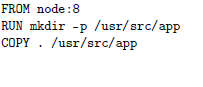 FROM node:8
RUN mkdir -p /usr/src/app
COPY . /usr/src/app